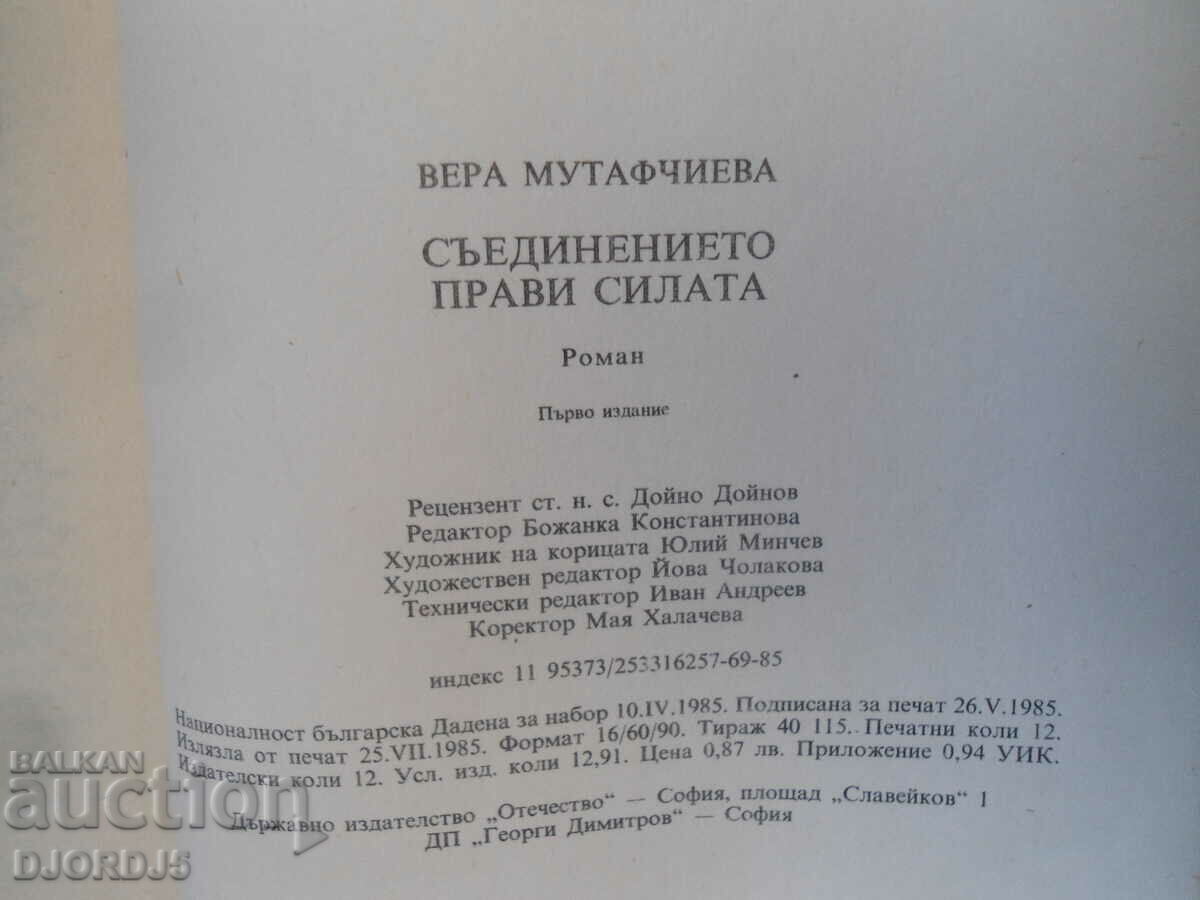 ВЕРА МУТАФЧИЕВА
СЪЕДИНЕНИЕТО
ПРАВИ СИЛАТА
Роман
Първо издание
Рецензент ст. н. с. Дойно Дойнов
Редактор Божанка Константинова
Художник на корицата Юлий Минчев
Художествен редактор Йова Чолакова
Технически редактор Иван Андреев
Коректор Мая Халачева
индекс 11 95373/253316257-69-85
Националност българска Дадена за набор 10.IV.1985. Подписана за печат 26.V.1985.
Излязла от печат 25.VII.1985. Формат 16/60/90. Тираж 40 115. Печатни коли 12.
Издателски коли 12. Усл. изд. коли 12,91. Цена 0,87 лв. Приложение 0,94 УИК.
Държавно издателство „Отечество“ — София, площад „Славейков“ 1
ДП „Георги Димитров“ — София
BALKAN
auction
DJORDJ5